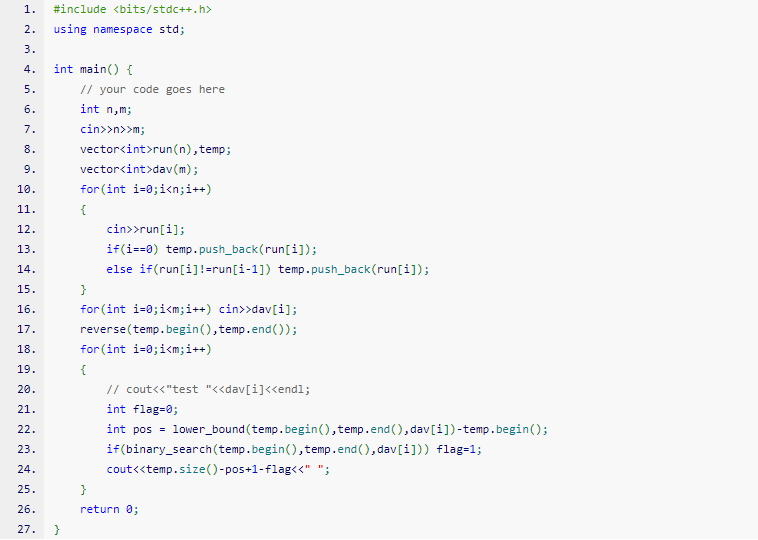 1. #include <bits/stdc++.h>
2. using namespace std;
3.
4. int main() {
5.     // your code goes here
6.     int n,m;
7.     cin>>n>>m;
8.     vector<int>run(n),temp;
9.     vector<int>dav(m);
10.     for(int i=0;i<n;i++)
11.     {
12.         cin>>run[i];
13.         if(i==0) temp.push_back(run[i]);
14.         else if(run[i]!=run[i-1]) temp.push_back(run[i]);
15.     }
16.     for(int i=0;i<m;i++) cin>>dav[i];
17.     reverse(temp.begin(),temp.end());
18.     for(int i=0;i<m;i++)
19.     {
20.         // cout<<"test "<<dav[i]<<endl;
21.         int flag=0;
22.         int pos = lower_bound(temp.begin(),temp.end(),dav[i])-temp.begin();
23.         if(binary_search(temp.begin(),temp.end(),dav[i])) flag=1;
24.         cout<<temp.size()-pos+1-flag<<" ";
25.     }
26.     return 0;
27. }